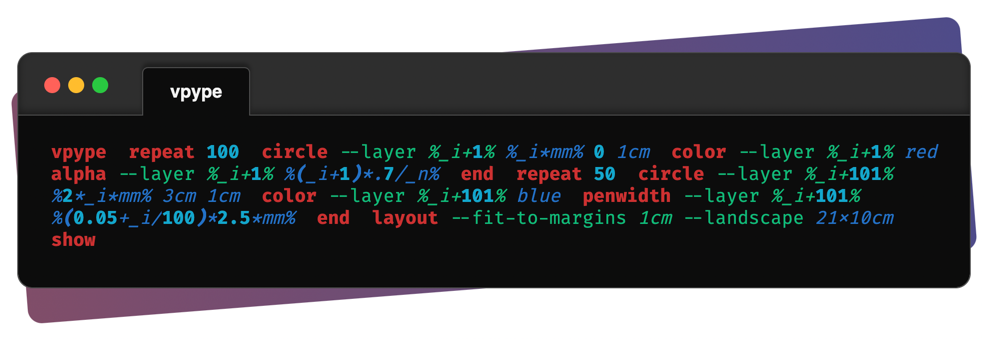 vpype
vpype  repeat 100  circle --layer %_i+1% %_i*mm% 0 1cm  color --layer %_i+1% red
alpha --layer %_i+1% %(_i+1)*.7/_n%  end  repeat 50  circle --layer %_i+101%
%2*_i*mm% 3cm 1cm  color --layer %_i+101% blue  penwidth --layer %_i+101%
%(0.05+_i/100)*2.5*mm%  end  layout --fit-to-margins 1cm --landscape 21×10cm
show